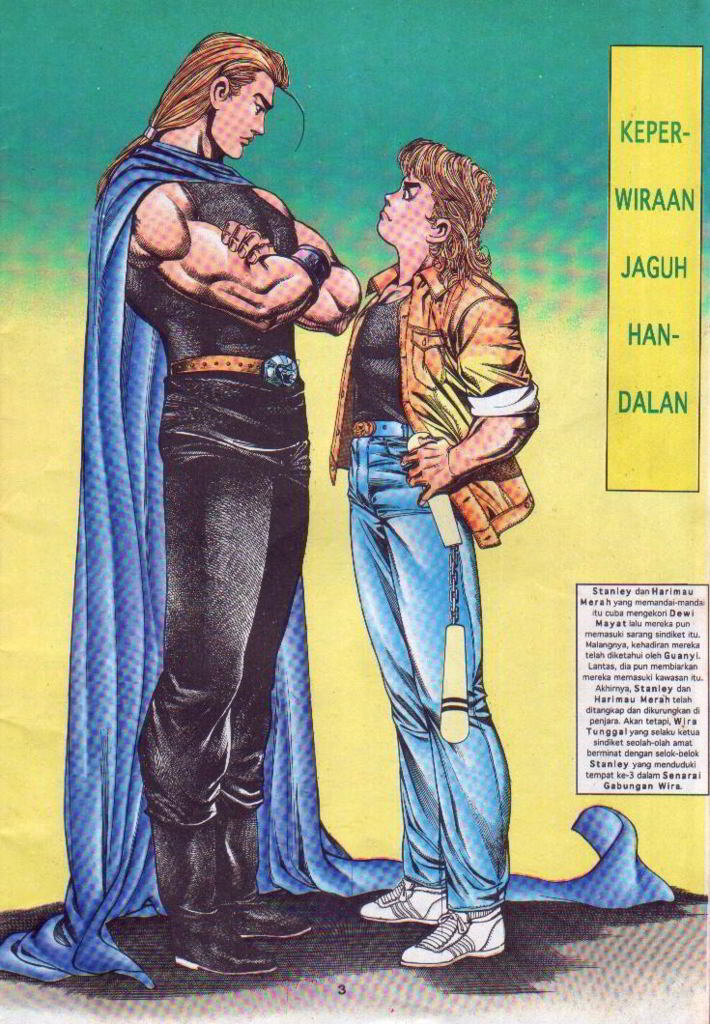 KEPER-
WIRAAN
JAGUH
HAN-
DALAN
Stanley dan Harimau
Merah yang memandai-mandai
itu cuba mengekori Dewi
Mayat lalu mereka pun
memasuki sarang sindiket itu.
Malangnya, kehadiran mereka
telah diketahui oleh Guanyi.
Lantas, dia pun membiarkan
mereka memasuki kawasan itu.
Akhirnya, Stanley dan
Harimau Merah telah
ditangkap dan dikurungkan di
penjara. Akan tetapi, Wira
Tunggal yang selaku ketua
sindiket seolah-olah amat
berminat dengan selok-belok
Stanley yang menduduki
tempat ke-3 dalam Senarai
Gabungan Wira.
3